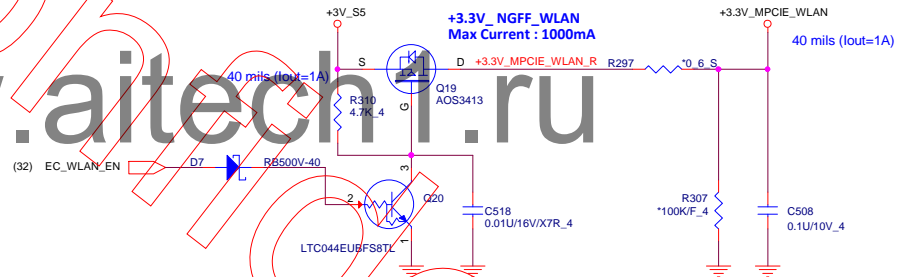 +3V_S5
+3.3V_ NGFF_WLAN
Max Current : 1000mA
+3.3V_MPCIE_WLAN
40 mils (Iout=1A)
40 mils (Iout=1A)
S
D
+3.3V_MPCIE_WLAN_R
R297
*0_6_S
Q19
AOS3413
G
R310
4.7K_4
.aitech1.ru
(32)
EC_WLAN_EN
D7
RB500V-40
3
2
Q20
1
LTC044EUBFS8TL
C518
0.01U/16V/X7R_4
R307
*100K/F_4
C508
0.1U/10V_4